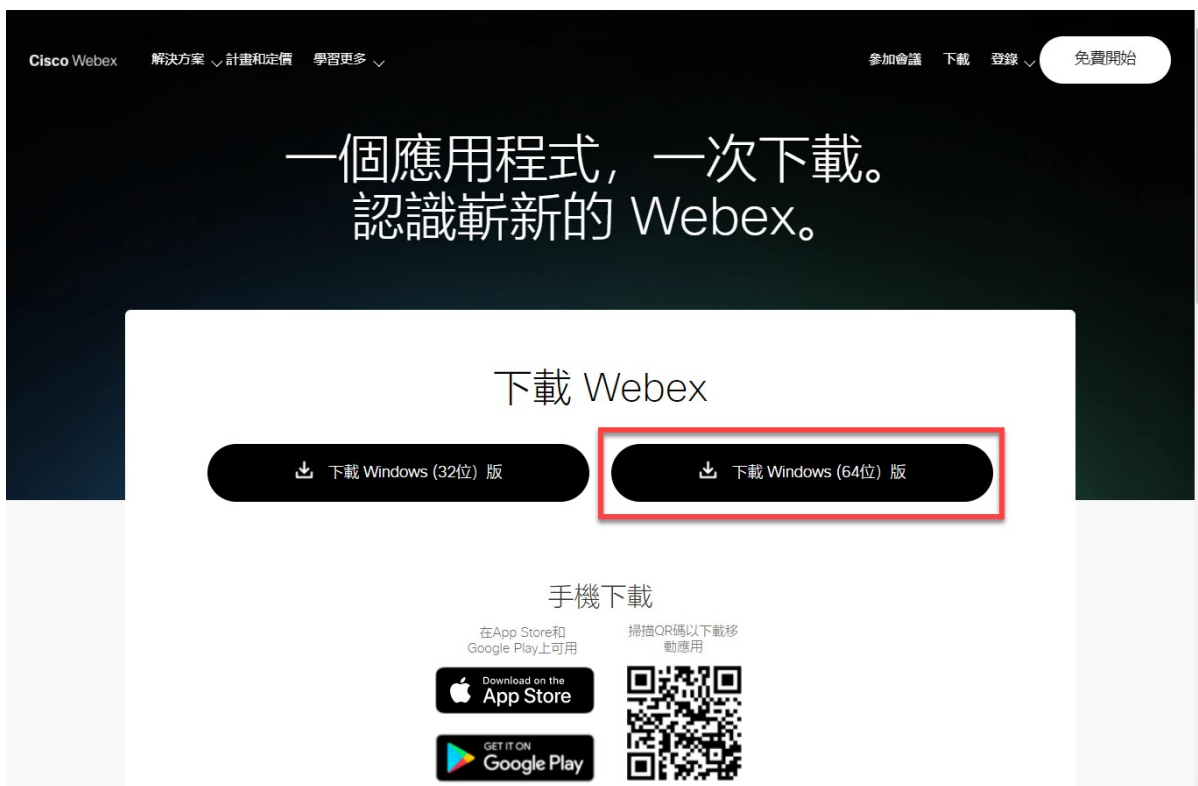 Cisco Webex 解決方案 計畫和定價 學習更多 參加會議 下載 登錄 免費開始
一個應用程式，一次下載。
認識嶄新的 Webex。
下載 Webex
下載 Windows (32位）版 下載 Windows (64位）版
手機下載
在App Store和
Google Play上可用
掃描QR碼以下載移
動應用
Download on the
App Store
GET IT ON
Google Play